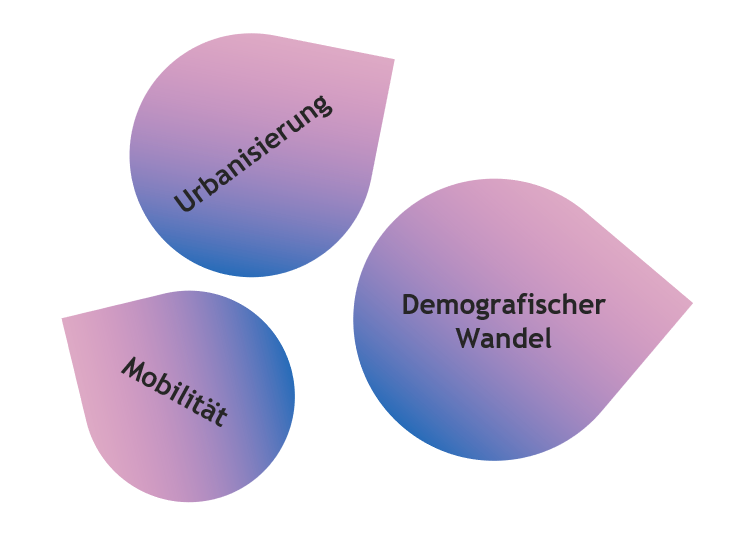 Urbanisierung
Demografischer
Wandel
Mobilität